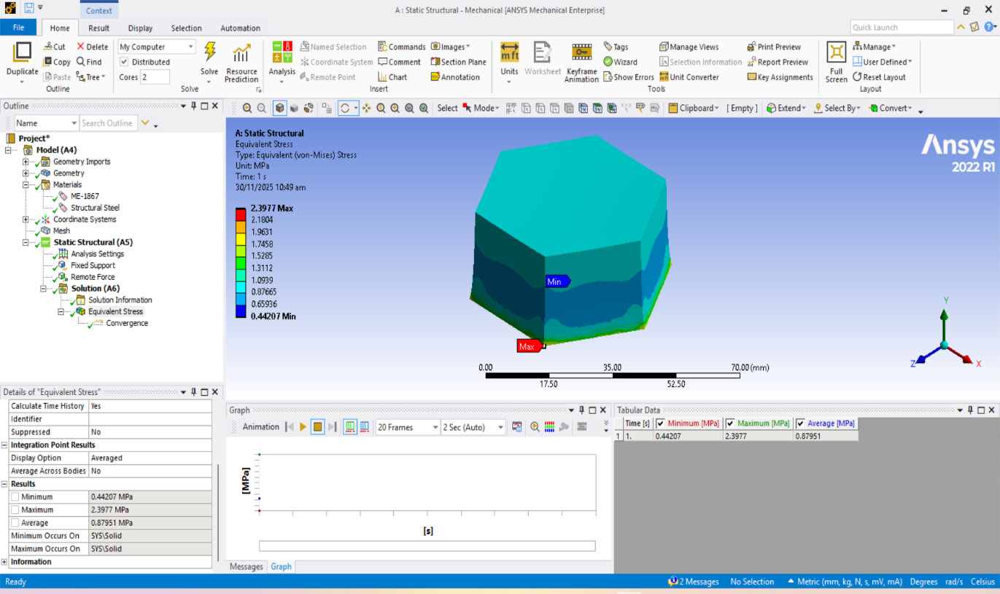 Context
A : Static Structural - Mechanical [ANSYS Mechanical Enterprise]
File Home Result Display Selection Automation
Quick Launch
Duplicate
Cut Delete
Copy Find
Paste Tree
Outline
My Computer
Distributed
Cores 2
Solve
Resource Prediction
Solve
Analysis
Named Selection Commands Images
Coordinate System Comment Section Plane
Remote Point Chart Annotation
Insert
Units Worksheet Keyframe Animation
Tags
Wizard
Show Errors
Manage Views Print Preview
Selection Information Report Preview
Unit Converter Key Assignments
Tools
Full Screen
Manage
User Defined
Reset Layout
Layout
Outline
Name Search Outline
Project*
Model (A4)
Geometry Imports
Geometry
Materials
ME-1867
Structural Steel
Coordinate Systems
Mesh
Static Structural (A5)
Analysis Settings
Fixed Support
Remote Force
Solution (A6)
Solution Information
Equivalent Stress
Convergence
Select Mode Clipboard [ Empty ] Extend Select By Convert
A: Static Structural
Equivalent Stress
Type: Equivalent (von-Mises) Stress
Unit: MPa
Time: 1 s
30/11/2025 10:49 am
2.3977 Max
2.1804
1.9631
1.7458
1.5285
1.3112
1.0939
0.87665
0.65936
0.44207 Min
Min
Max
Ansys
2022 R1
0.00 35.00 70.00 (mm)
17.50 52.50
Y
Z X
Details of "Equivalent Stress"
Calculate Time History Yes
Identifier
Suppressed No
Integration Point Results
Display Option Averaged
Average Across Bodies No
Results
Minimum 0.44207 MPa
Maximum 2.3977 MPa
Average 0.87951 MPa
Minimum Occurs On SYS\Solid
Maximum Occurs On SYS\Solid
Information
Graph
Animation 20 Frames 2 Sec (Auto)
[MPa]
[s]
Messages Graph
Tabular Data
Time [s] Minimum [MPa] Maximum [MPa] Average [MPa]
1 1. 0.44207 2.3977 0.87951
Ready 2 Messages No Selection Metric (mm, kg, N, s, mV, mA) Degrees rad/s Celsius